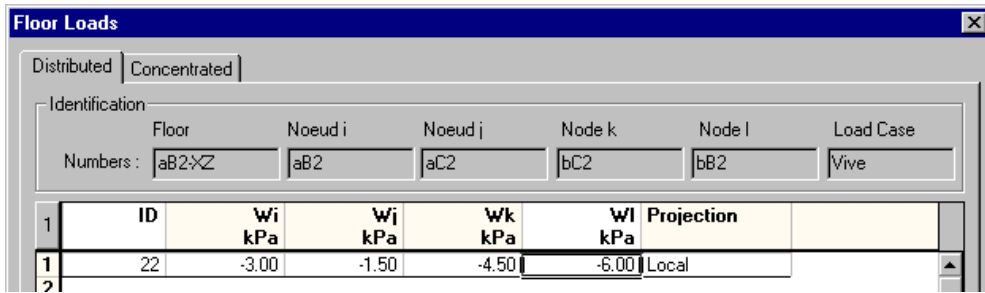 Floor Loads
Distributed Concentrated
Identification
Floor Noeud i Noeud j Node k Node l Load Case
Numbers : aB2-XZ aB2 aC2 bC2 bB2 Vive
1 ID Wi Wj Wk Wl Projection
kPa kPa kPa kPa
1 22 -3.00 -1.50 -4.50 -6.00 Local
2